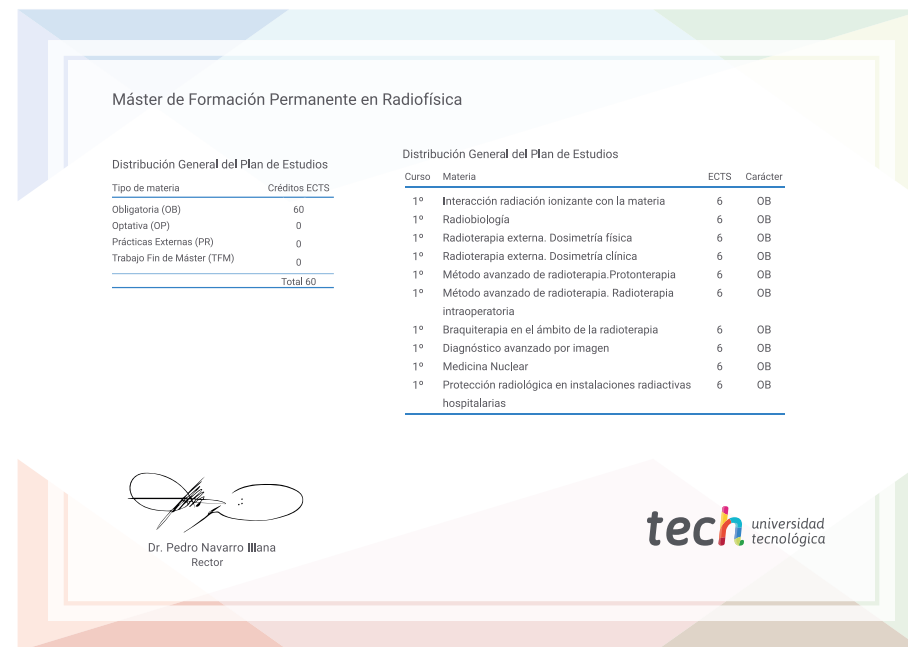 Máster de Formación Permanente en Radiofísica
Distribución General del Plan de Estudios
Tipo de materia Créditos ECTS
Obligatoria (OB) 60
Optativa (OP) 0
Prácticas Externas (PR) 0
Trabajo Fin de Máster (TFM) 0
Total 60
Distribución General del Plan de Estudios
Curso Materia ECTS Carácter
1º Interacción radiación ionizante con la materia 6 OB
1º Radiobiología 6 OB
1º Radioterapia externa. Dosimetría física 6 OB
1º Radioterapia externa. Dosimetría clínica 6 OB
1º Método avanzado de radioterapia.Protonterapia 6 OB
1º Método avanzado de radioterapia. Radioterapia 6 OB
intraoperatoria
1º Braquiterapia en el ámbito de la radioterapia 6 OB
1º Diagnóstico avanzado por imagen 6 OB
1º Medicina Nuclear 6 OB
1º Protección radiológica en instalaciones radiactivas 6 OB
hospitalarias
Dr. Pedro Navarro Illana
Rector
tech universidad
tecnológica